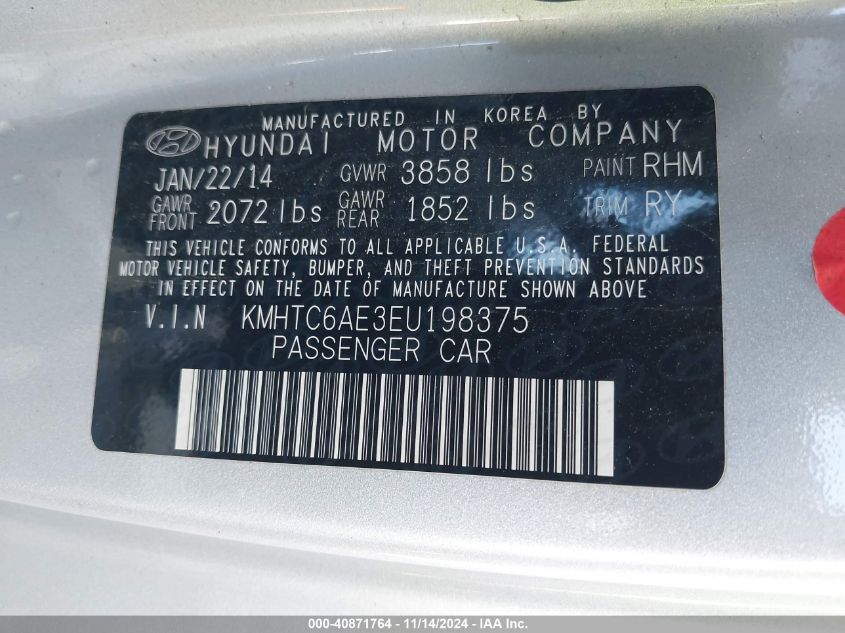 MANUFACTURED IN KOREA BY
HYUNDAI MOTOR COMPANY
JAN/22/14 GVWR 3858 lbs PAINT RHM
GAWR FRONT 2072 lbs GAWR REAR 1852 lbs TRIM RY
THIS VEHICLE CONFORMS TO ALL APPLICABLE U.S.A. FEDERAL
MOTOR VEHICLE SAFETY, BUMPER, AND THEFT PREVENTION STANDARDS
IN EFFECT ON THE DATE OF MANUFACTURE SHOWN ABOVE
V.I.N KMHTC6AE3EU198375
PASSENGER CAR
000-40871764 | 11/14/2024 - IAA Inc.